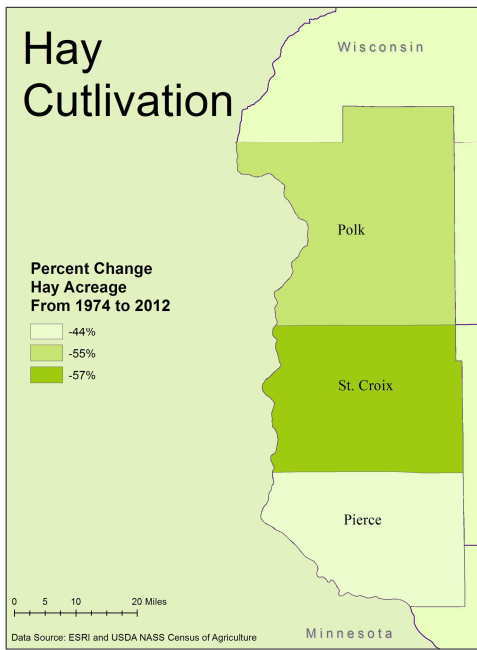 Hay
Cutlivation
Wisconsin
Polk
Percent Change
Hay Acreage
From 1974 to 2012
-44%
-55%
-57%
St. Croix
Pierce
0 5 10 20 Miles
Data Source: ESRI and USDA NASS Census of Agriculture
Minnesota